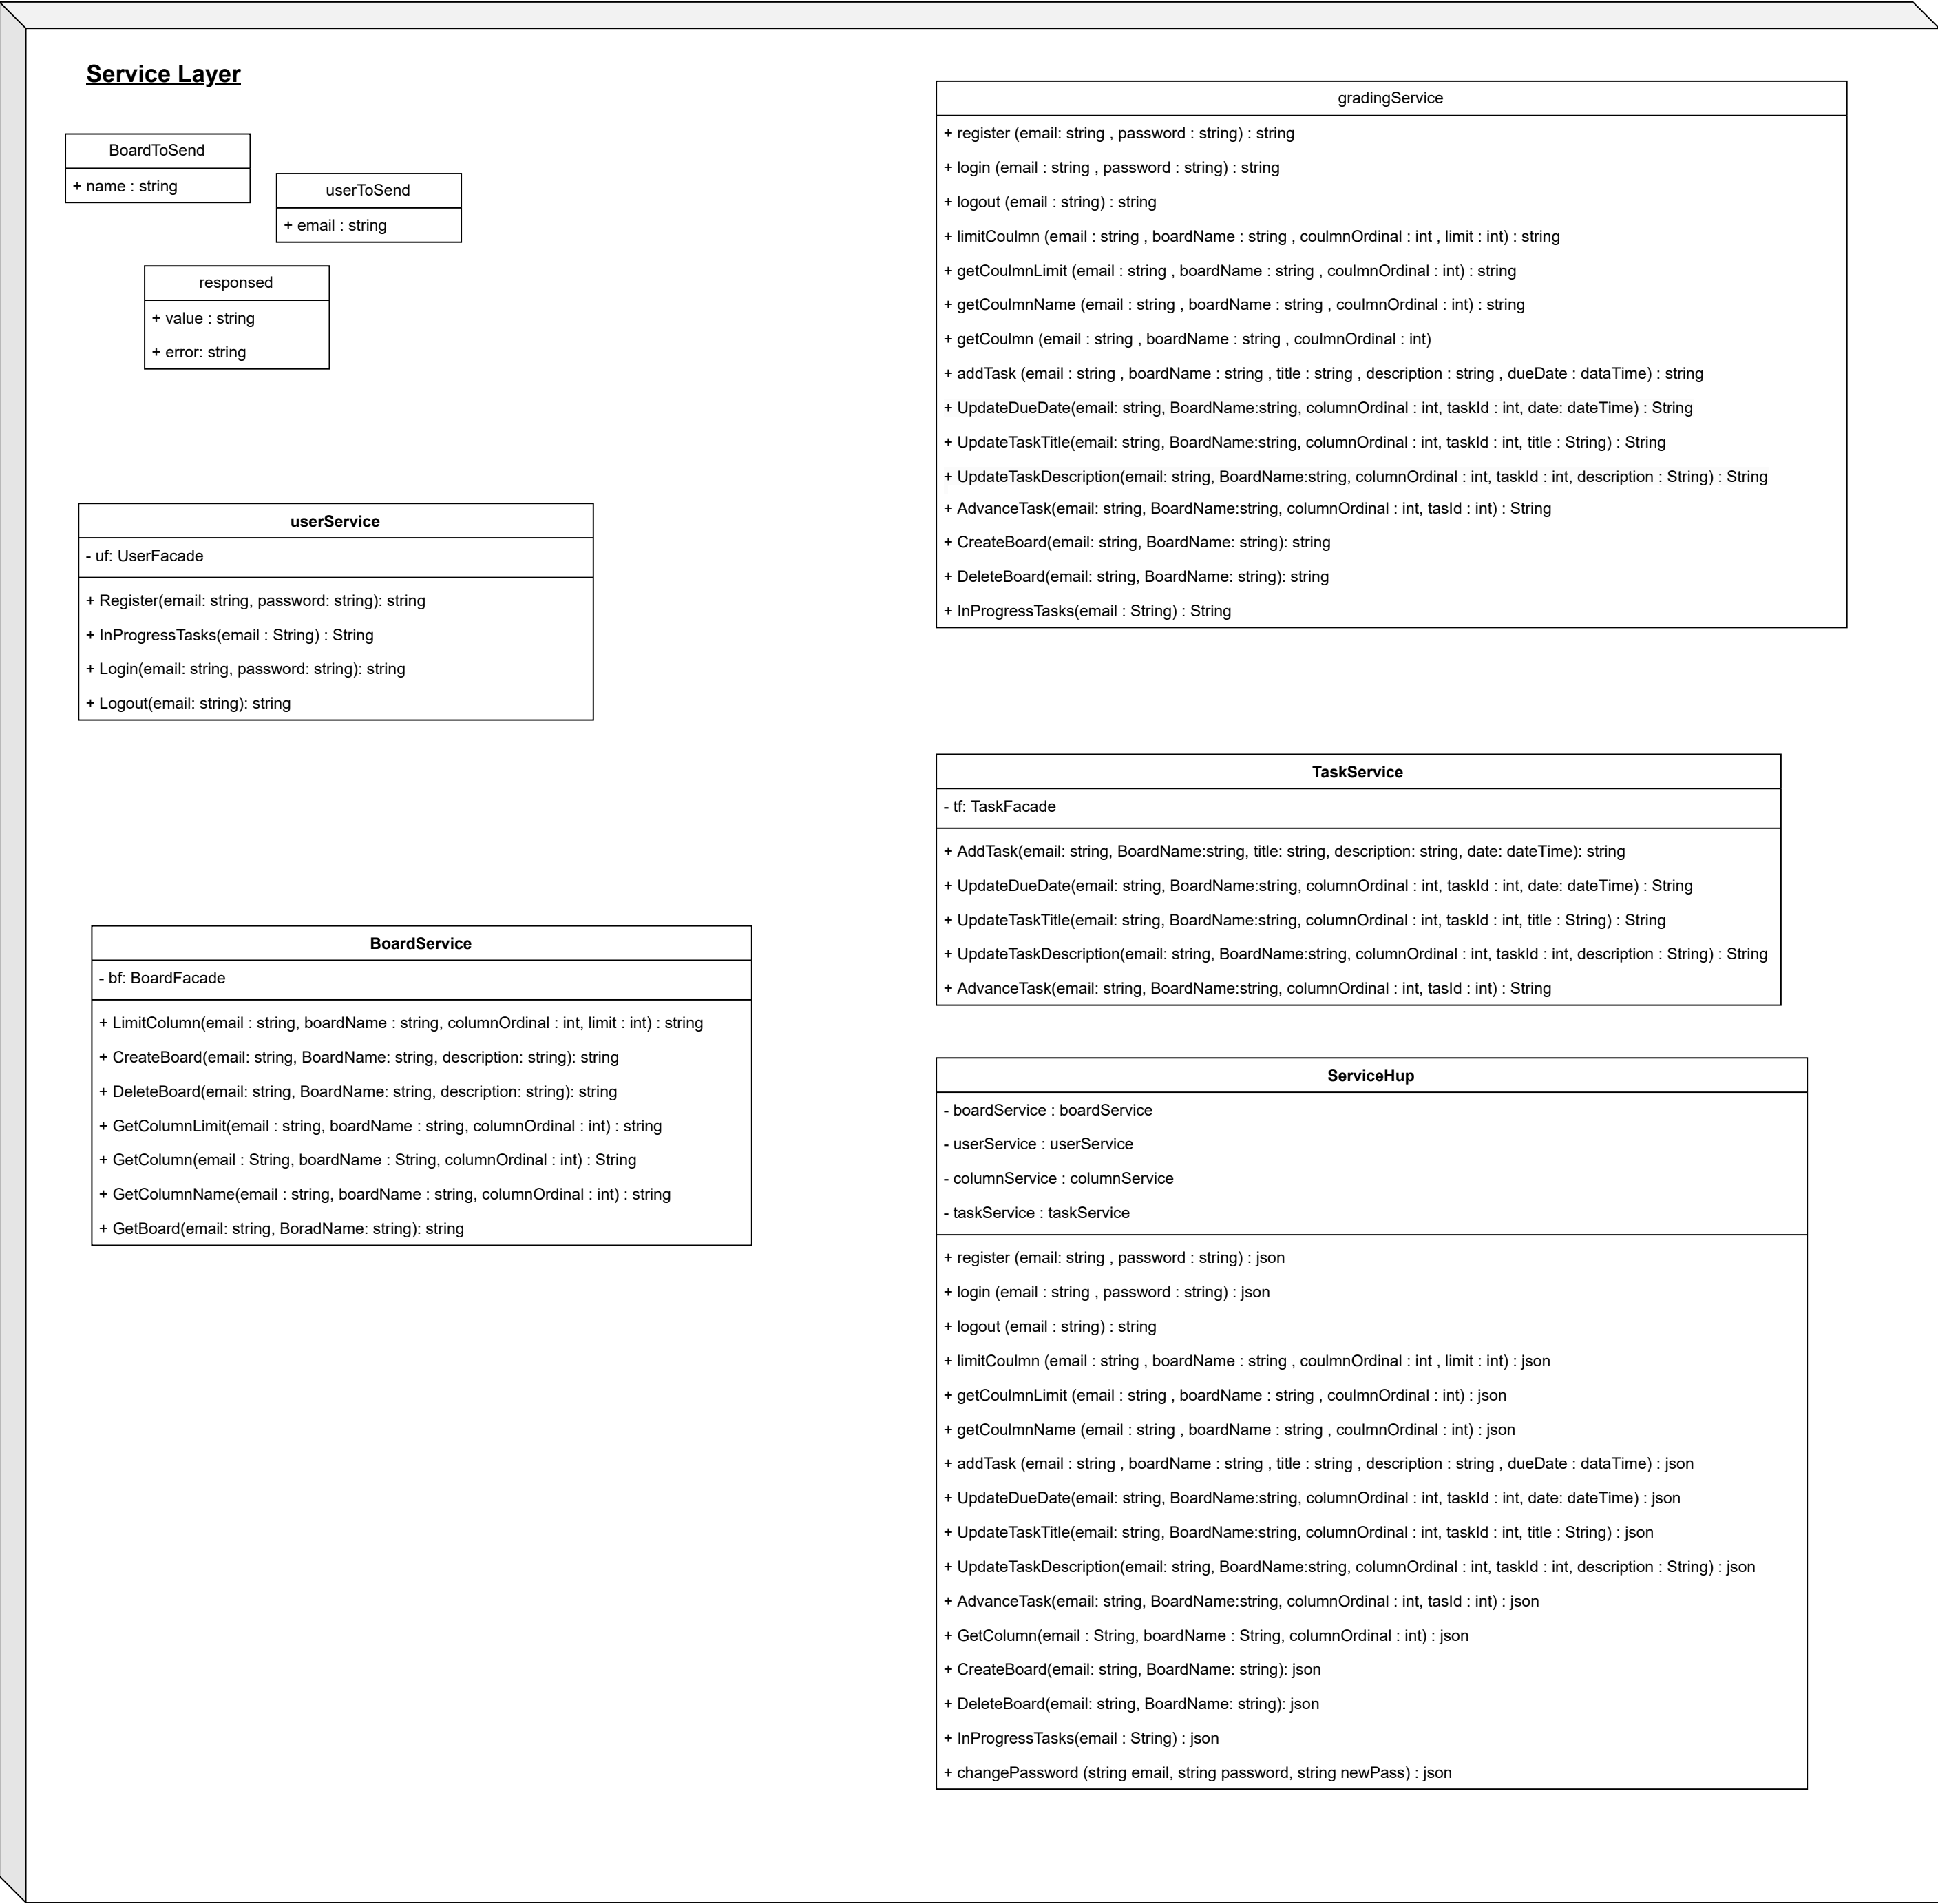 Service Layer
BoardToSend
+ name : string
userToSend
+ email : string
responsed
+ value : string
+ error: string
userService
- uf: UserFacade
+ Register(email: string, password: string): string
+ InProgressTasks(email : String) : String
+ Login(email: string, password: string): string
+ Logout(email: string): string
BoardService
- bf: BoardFacade
+ LimitColumn(email : string, boardName : string, columnOrdinal : int, limit : int) : string
+ CreateBoard(email: string, BoardName: string, description: string): string
+ DeleteBoard(email: string, BoardName: string, description: string): string
+ GetColumnLimit(email : string, boardName : string, columnOrdinal : int) : string
+ GetColumn(email : String, boardName : String, columnOrdinal : int) : String
+ GetColumnName(email : string, boardName : string, columnOrdinal : int) : string
+ GetBoard(email: string, BoradName: string): string
gradingService
+ register (email: string , password : string) : string
+ login (email : string , password : string) : string
+ logout (email : string) : string
+ limitCoulmn (email : string , boardName : string , coulmnOrdinal : int , limit : int) : string
+ getCoulmnLimit (email : string , boardName : string , coulmnOrdinal : int) : string
+ getCoulmnName (email : string , boardName : string , coulmnOrdinal : int) : string
+ getCoulmn (email : string , boardName : string , coulmnOrdinal : int)
+ addTask (email : string , boardName : string , title : string , description : string , dueDate : dataTime) : string
+ UpdateDueDate(email: string, BoardName:string, columnOrdinal : int, taskId : int, date: dateTime) : String
+ UpdateTaskTitle(email: string, BoardName:string, columnOrdinal : int, taskId : int, title : String) : String
+ UpdateTaskDescription(email: string, BoardName:string, columnOrdinal : int, taskId : int, description : String) : String
+ AdvanceTask(email: string, BoardName:string, columnOrdinal : int, tasId : int) : String
+ CreateBoard(email: string, BoardName: string): string
+ DeleteBoard(email: string, BoardName: string): string
+ InProgressTasks(email : String) : String
TaskService
- tf: TaskFacade
+ AddTask(email: string, BoardName:string, title: string, description: string, date: dateTime): string
+ UpdateDueDate(email: string, BoardName:string, columnOrdinal : int, taskId : int, date: dateTime) : String
+ UpdateTaskTitle(email: string, BoardName:string, columnOrdinal : int, taskId : int, title : String) : String
+ UpdateTaskDescription(email: string, BoardName:string, columnOrdinal : int, taskId : int, description : String) : String
+ AdvanceTask(email: string, BoardName:string, columnOrdinal : int, tasId : int) : String
ServiceHup
- boardService : boardService
- userService : userService
- columnService : columnService
- taskService : taskService
+ register (email: string , password : string) : json
+ login (email : string , password : string) : json
+ logout (email : string) : string
+ limitCoulmn (email : string , boardName : string , coulmnOrdinal : int , limit : int) : json
+ getCoulmnLimit (email : string , boardName : string , coulmnOrdinal : int) : json
+ getCoulmnName (email : string , boardName : string , coulmnOrdinal : int) : json
+ addTask (email : string , boardName : string , title : string , description : string , dueDate : dataTime) : json
+ UpdateDueDate(email: string, BoardName:string, columnOrdinal : int, taskId : int, date: dateTime) : json
+ UpdateTaskTitle(email: string, BoardName:string, columnOrdinal : int, taskId : int, title : String) : json
+ UpdateTaskDescription(email: string, BoardName:string, columnOrdinal : int, taskId : int, description : String) : json
+ AdvanceTask(email: string, BoardName:string, columnOrdinal : int, tasId : int) : json
+ GetColumn(email : String, boardName : String, columnOrdinal : int) : json
+ CreateBoard(email: string, BoardName: string): json
+ DeleteBoard(email: string, BoardName: string): json
+ InProgressTasks(email : String) : json
+ changePassword (string email, string password, string newPass) : json